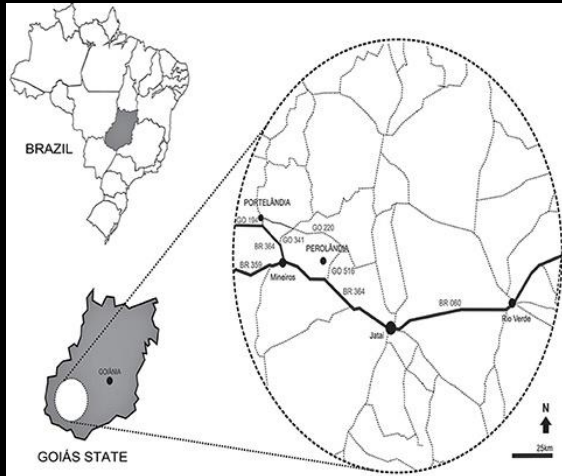 BRAZIL
PORTELÂNDIA
GO 194
GO 220
GO 341
BR 364
PEROLÂNDIA
BR 359
GO 516
Mineiros
BR 364
BR 060
Rio Verde
Jataí
GOIÂNIA
N
25km
GOIÁS STATE